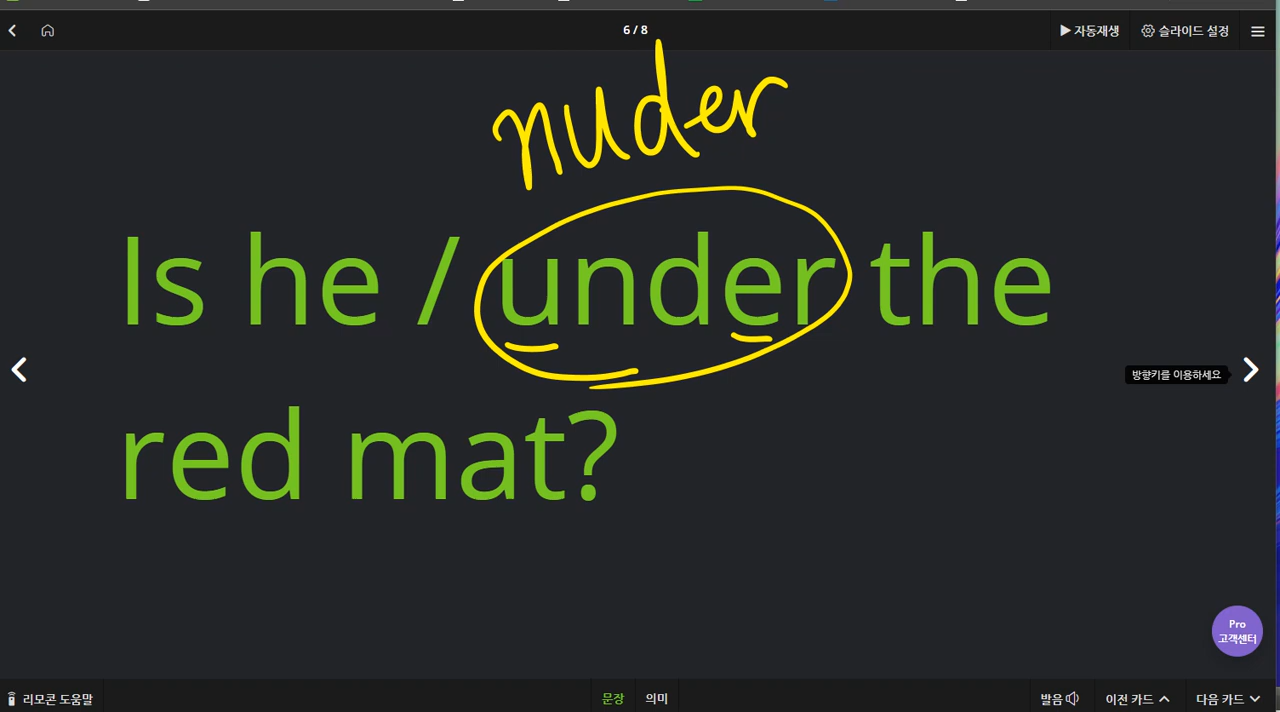 6 / 8
▶ 자동재생
슬라이드 설정
nuder
Is he / under the
red mat?
방향키를 이용하세요
Pro
고객센터
리모콘 도움말
문장
의미
발음
이전 카드
다음 카드